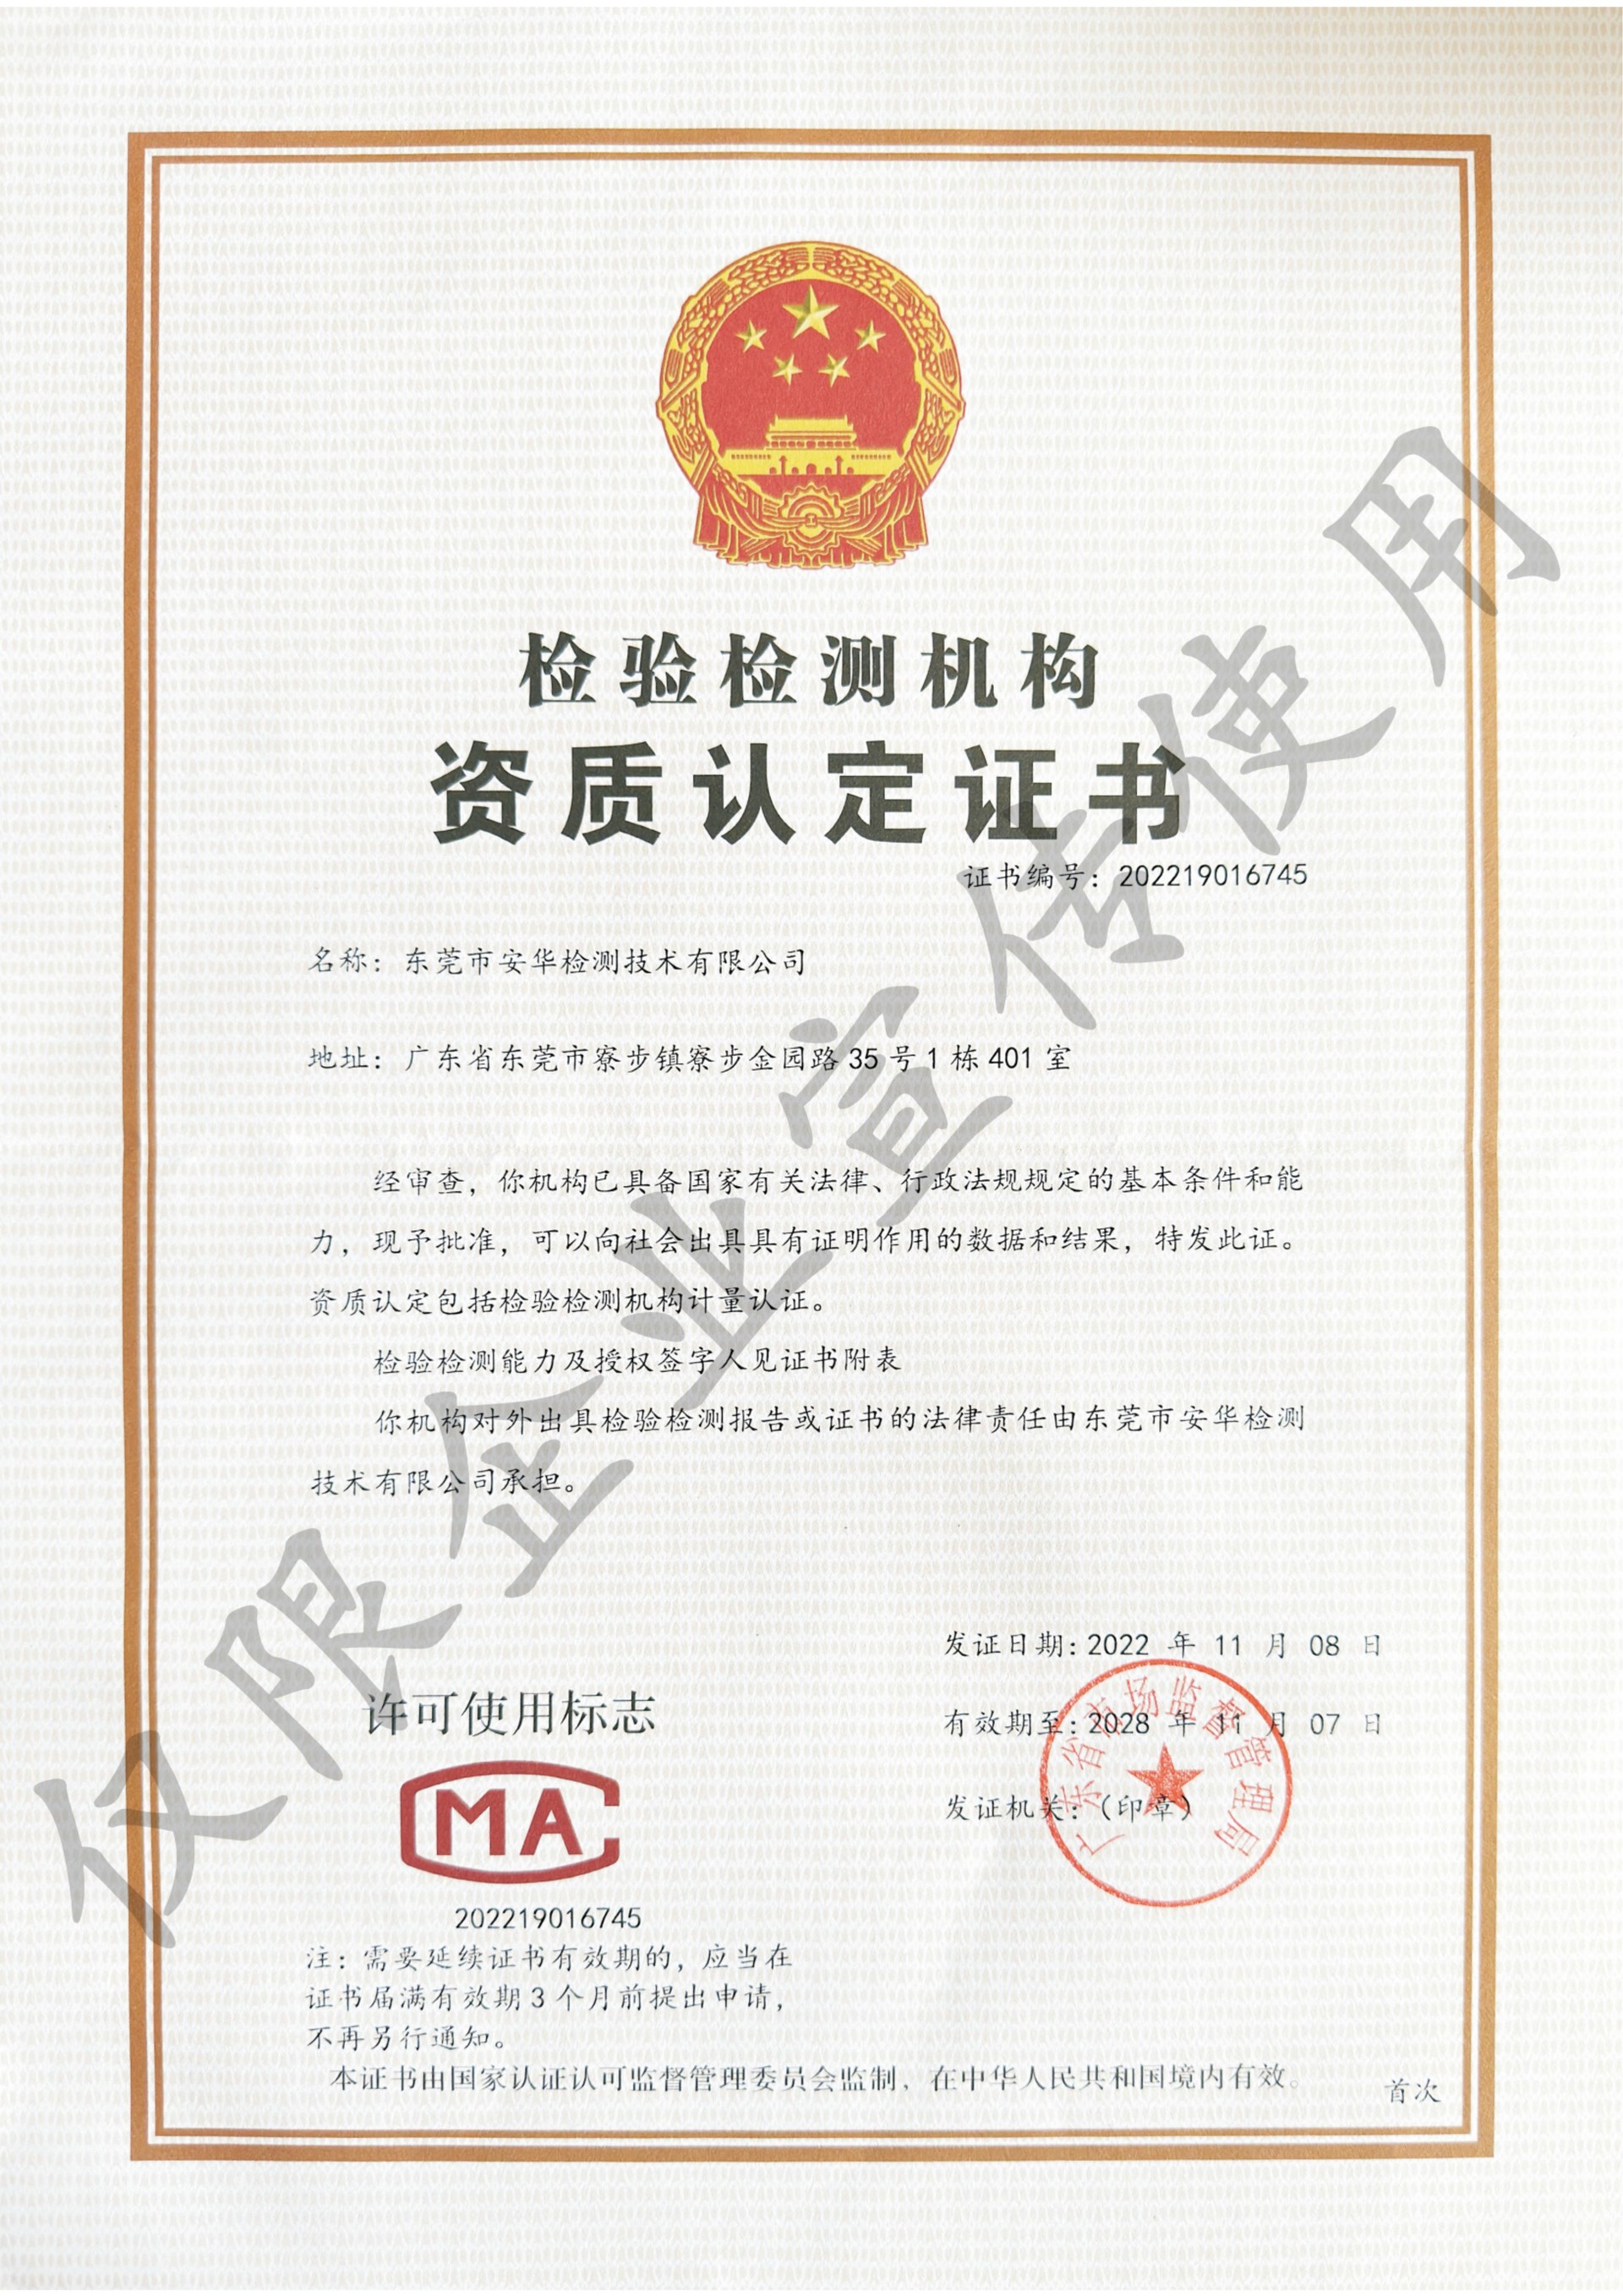 检验检测机构
资质认定证书
证书编号：202219016745
名称：东莞市安华检测技术有限公司
地址：广东省东莞市寮步镇寮步金园路35号1栋401室
经审查，你机构已具备国家有关法律、行政法规规定的基本条件和能
力，现予批准，可以向社会出具具有证明作用的数据和结果，特发此证。
资质认定包括检验检测机构计量认证。
检验检测能力及授权签字人见证书附表
你机构对外出具检验检测报告或证书的法律责任由东莞市安华检测
技术有限公司承担。
发证日期：2022 年 11 月 08 日
有效期至：2028 年 11 月 07 日
发证机关：（印章）
广东省市场监督管理局
许可使用标志
MA
202219016745
注：需要延续证书有效期的，应当在
证书届满有效期3个月前提出申请，
不再另行通知。
本证书由国家认证认可监督管理委员会监制，在中华人民共和国境内有效。
首次
仅限企业宣传使用